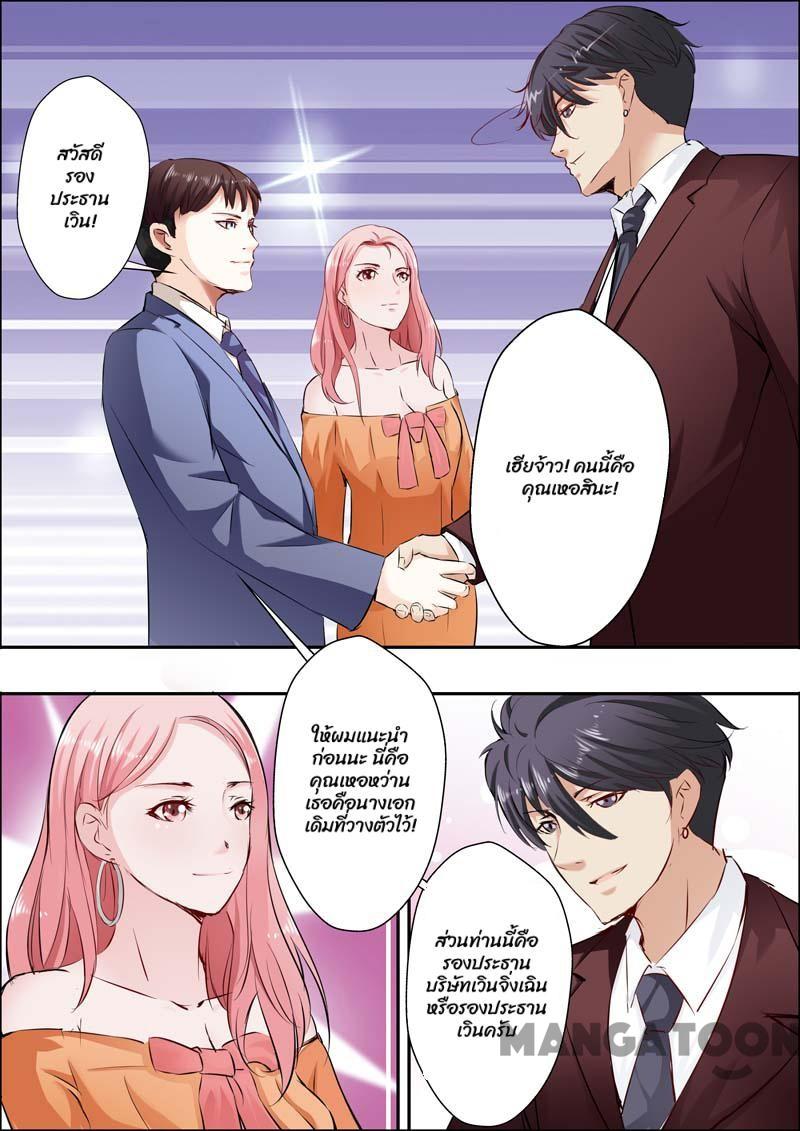 สวัสดี
รอง
ประธาน
เวิน!
เฮียจ้าว! คนนี้คือ
คุณเหอสินะ!
ให้ผมแนะนำ
ก่อนนะ นี่คือ
คุณเหอหว่าน
เธอคือนางเอก
เดิมที่วางตัวไว้!
ส่วนท่านนี้คือ
รองประธาน
บริษัทเวินจิ่งเฉิน
หรือรองประธาน
เวินครับ
MANGATOON